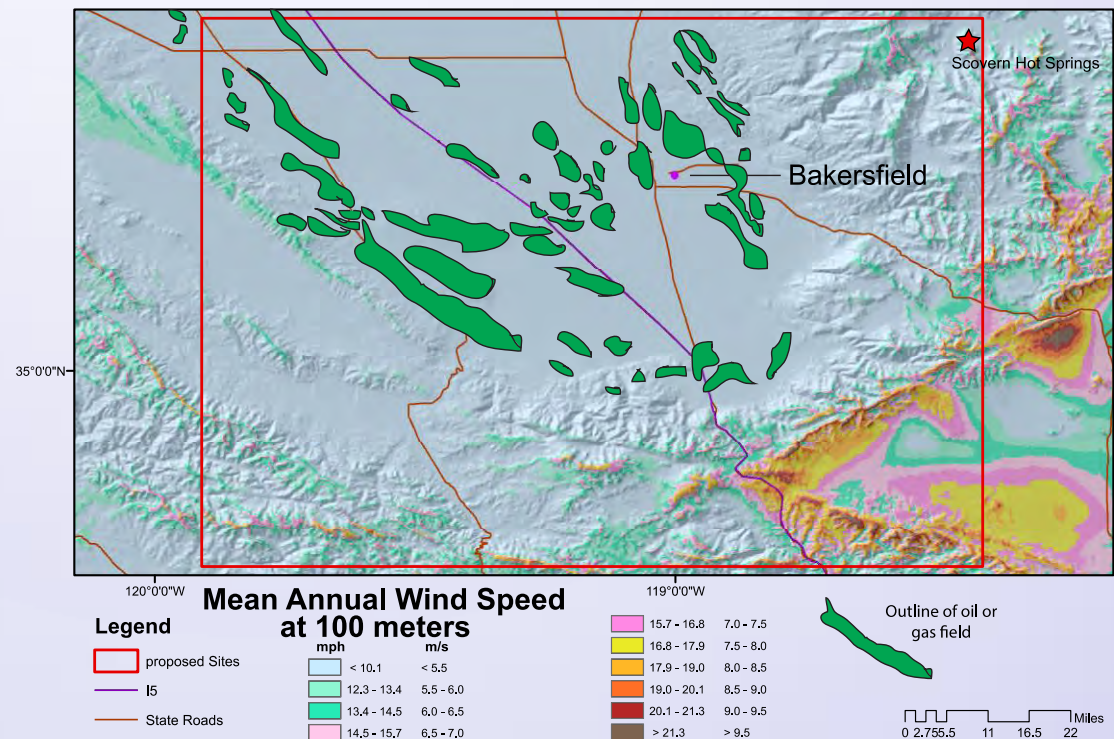 Scovern Hot Springs
Bakersfield
35°0'0"N
120°0'0"W
119°0'0"W
Mean Annual Wind Speed
at 100 meters
Legend
proposed Sites
I5
State Roads
mph m/s
< 10.1 < 5.5
12.3 - 13.4 5.5 - 6.0
13.4 - 14.5 6.0 - 6.5
14.5 - 15.7 6.5 - 7.0
15.7 - 16.8 7.0 - 7.5
16.8 - 17.9 7.5 - 8.0
17.9 - 19.0 8.0 - 8.5
19.0 - 20.1 8.5 - 9.0
20.1 - 21.3 9.0 - 9.5
> 21.3 > 9.5
Outline of oil or
gas field
Miles
0 2.755.5 11 16.5 22